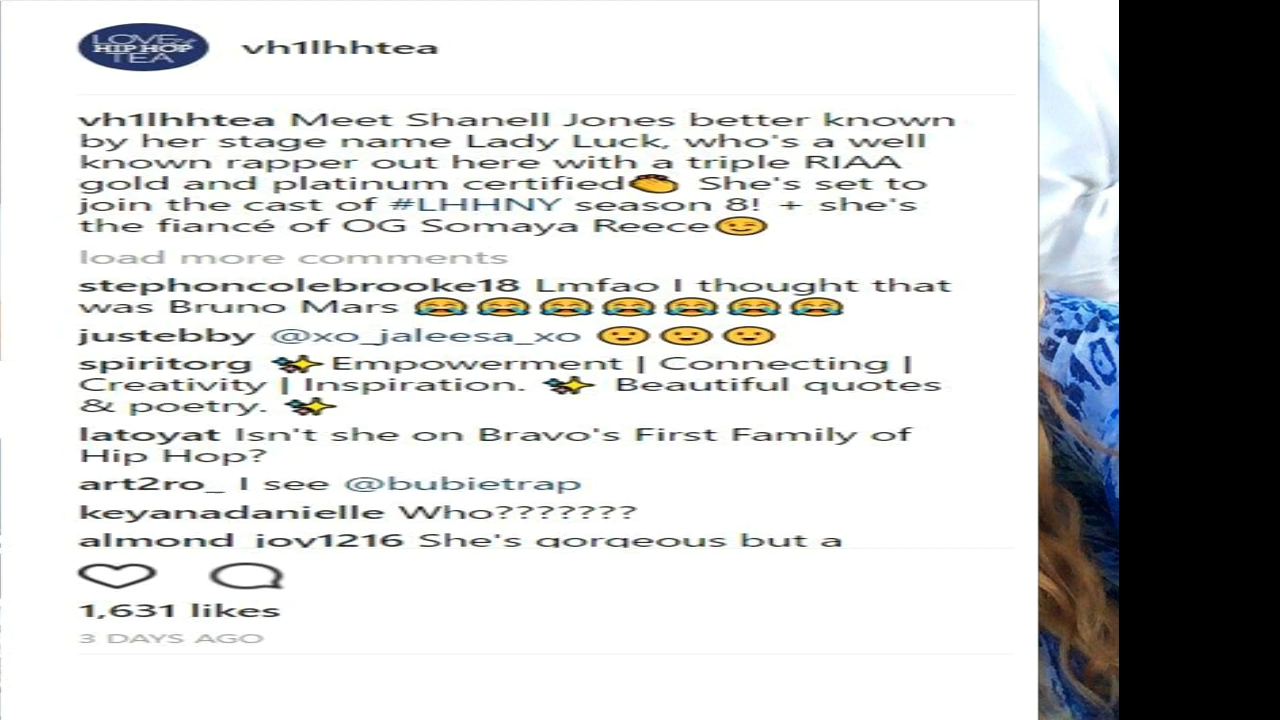 LOVE &
HIP HOP
TEA
vh1lhhtea
vh1lhhtea Meet Shanell Jones better known
by her stage name Lady Luck, who's a well
known rapper out here with a triple RIAA
gold and platinum certified👏 She's set to
join the cast of #LHHNY season 8! + she's
the fiancé of OG Somaya Reece😉
load more comments
stephoncolebrooke18 Lmfao I thought that
was Bruno Mars 😂😂😂😂😂😂😂
justebby @xo_jaleesa_xo 😮😮😮
spiritorg ✨Empowerment | Connecting |
Creativity | Inspiration. ✨ Beautiful quotes
& poetry. ✨
latoyat Isn't she on Bravo's First Family of
Hip Hop?
art2ro_ I see @bubietrap
keyanadanielle Who???????
almond_joy1216 She's gorgeous but a
1,631 likes
3 DAYS AGO